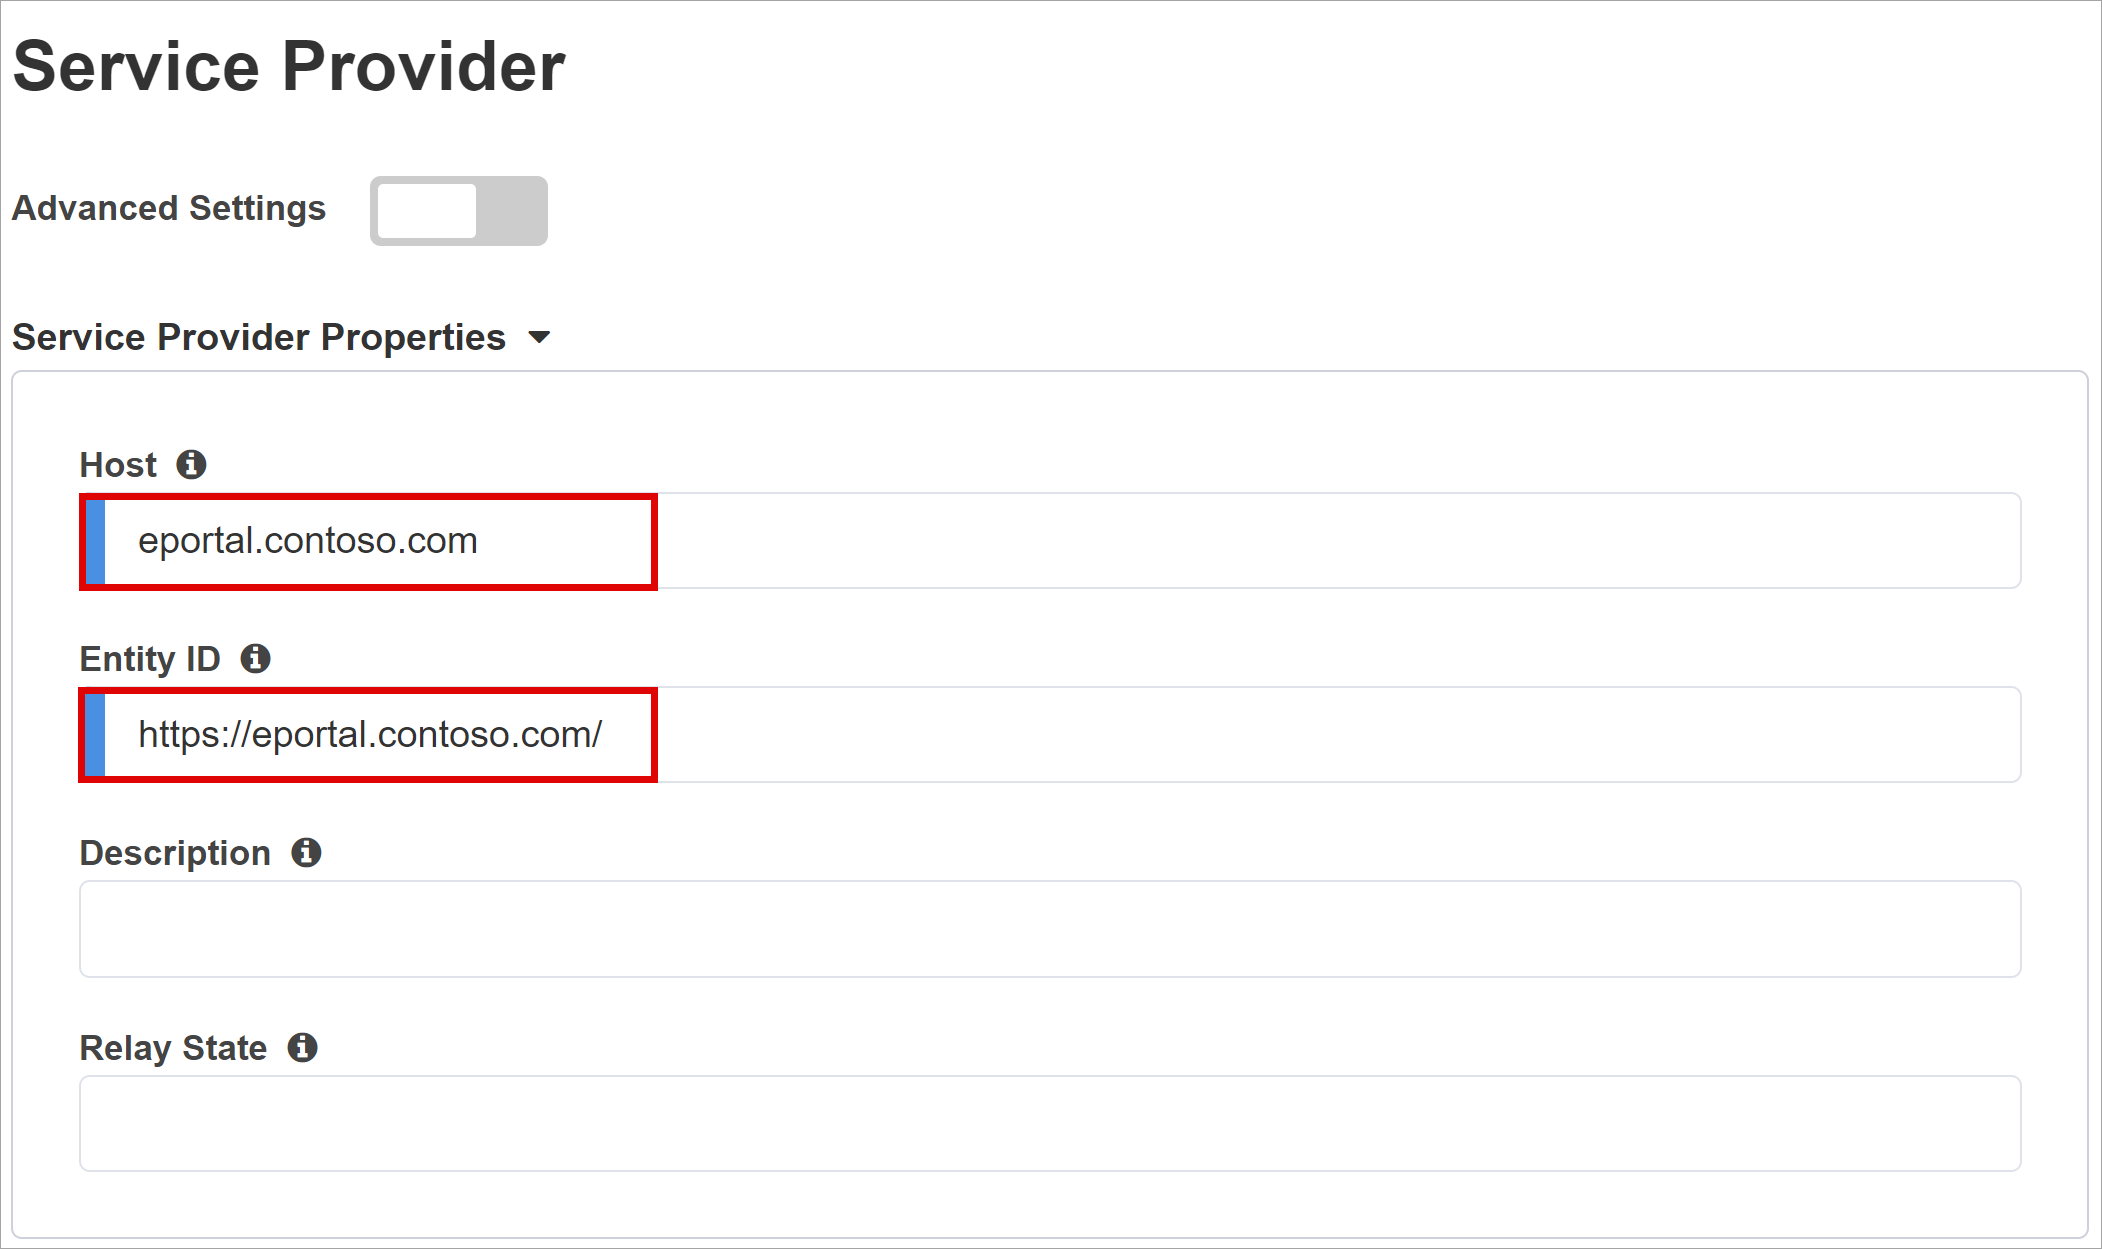 Service Provider
Advanced Settings
Service Provider Properties
Host
eportal.contoso.com
Entity ID
https://eportal.contoso.com/
Description
Relay State